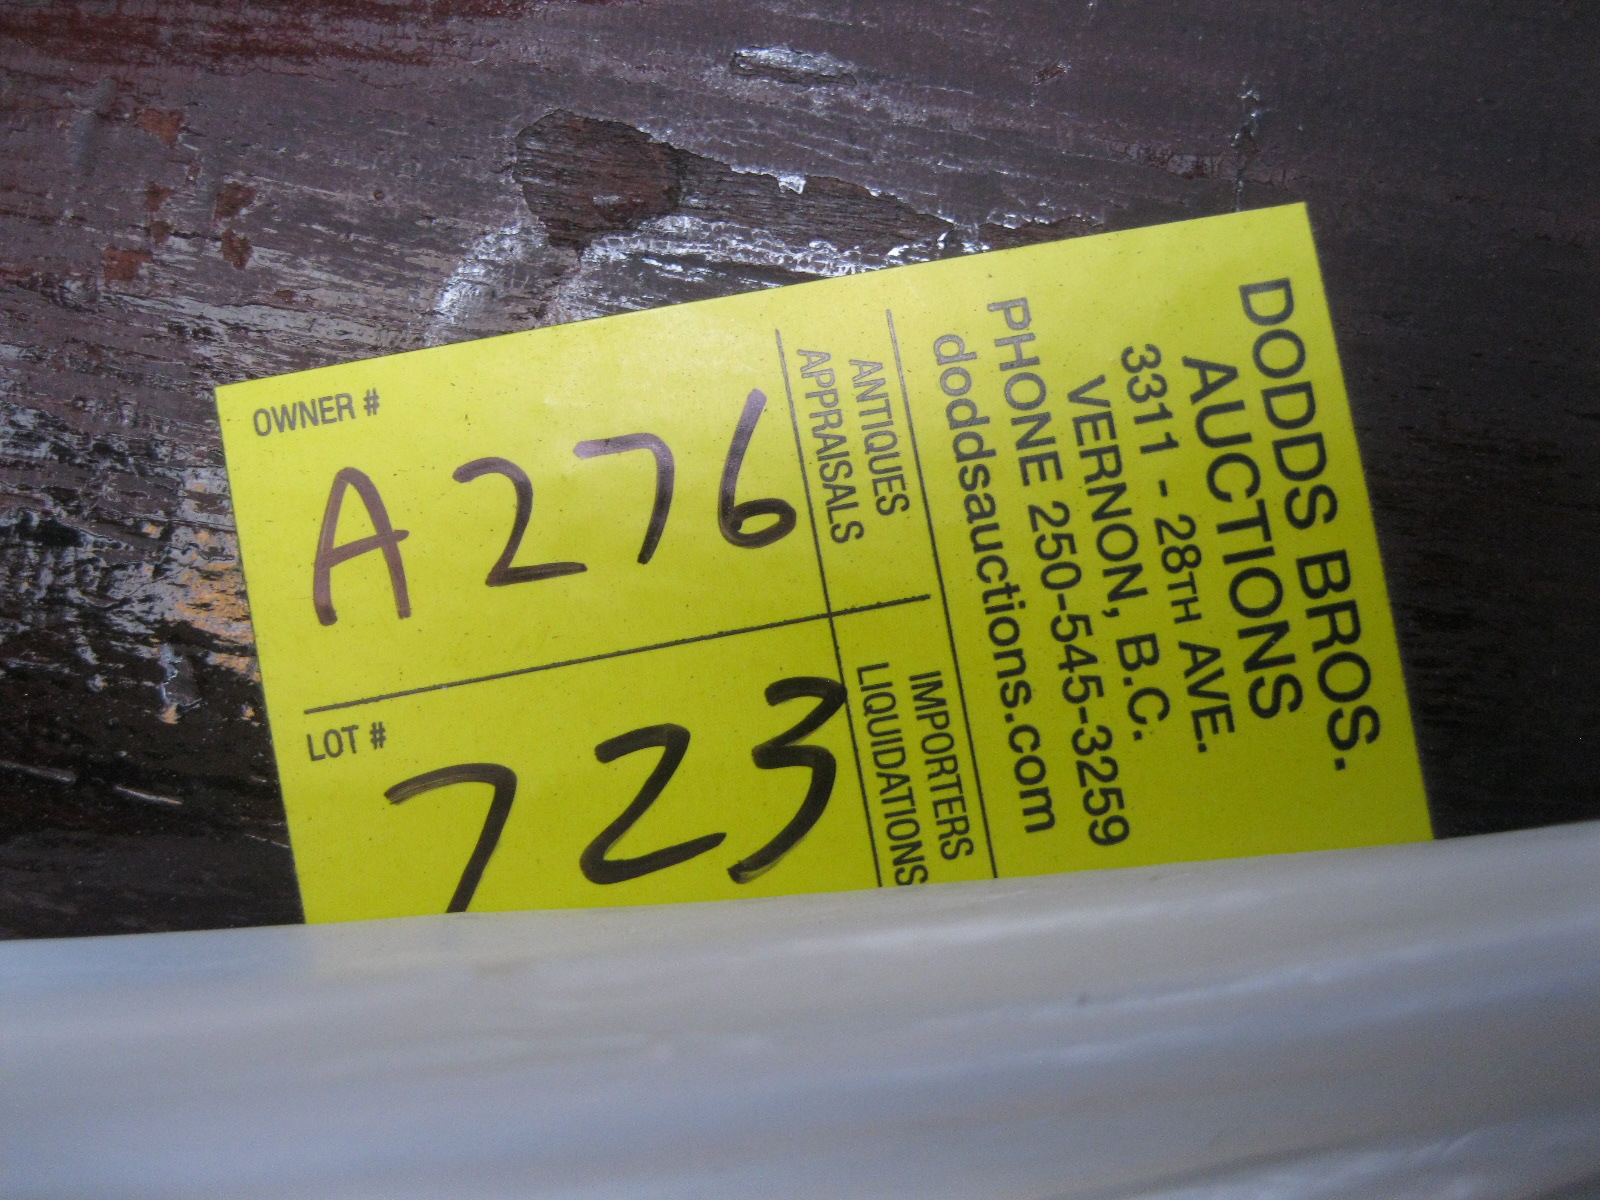 DODDS BROS.
AUCTIONS
3311 - 28TH AVE.
VERNON, B.C.
PHONE 250-545-3259
doddsauctions.com
ANTIQUES
APPRAISALS
IMPORTERS
LIQUIDATIONS
OWNER #
A276
LOT #
723